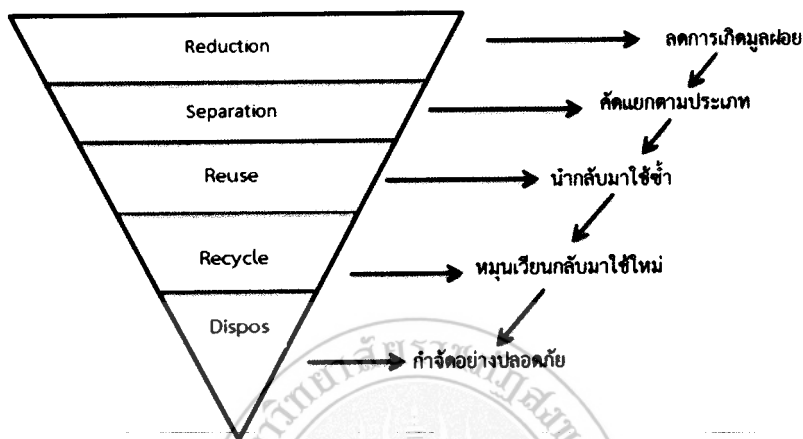 Reduction
ลดการเกิดมูลฝอย
Separation
คัดแยกตามประเภท
Reuse
นำกลับมาใช้ซ้ำ
Recycle
หมุนเวียนกลับมาใช้ใหม่
Dispos
กำจัดอย่างปลอดภัย